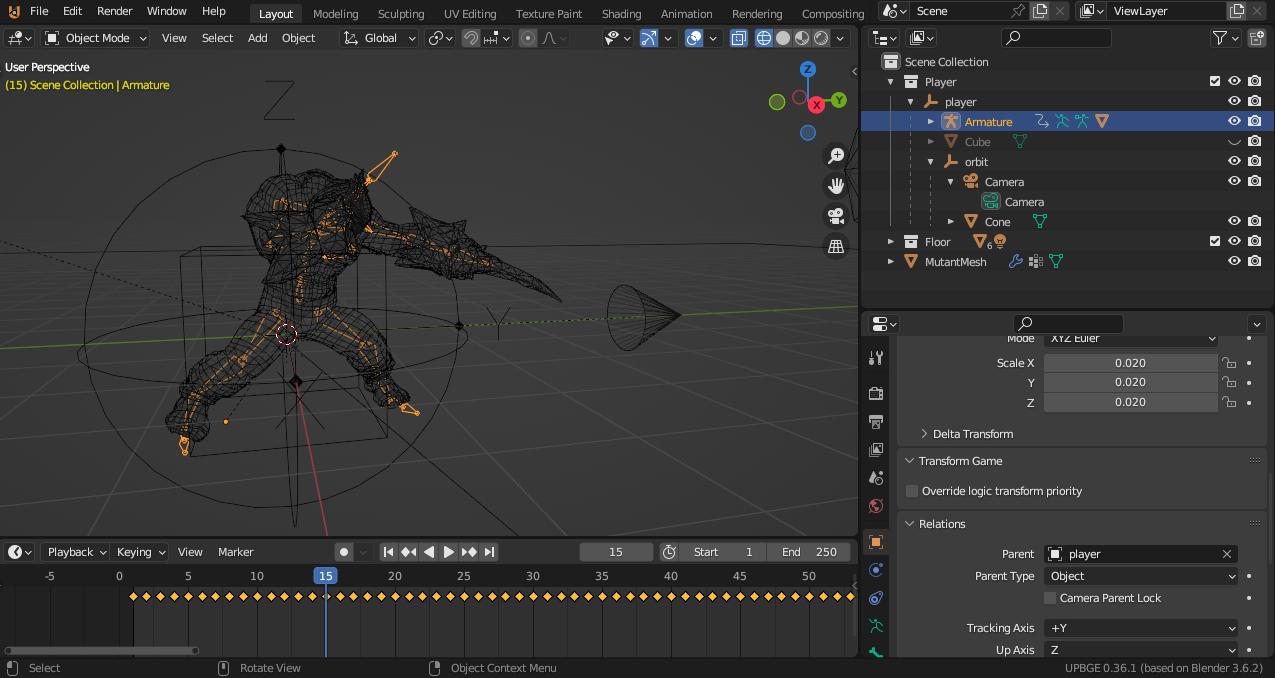 File Edit Render Window Help Layout Modeling Sculpting UV Editing Texture Paint Shading Animation Rendering Compositing Scene ViewLayer
Object Mode View Select Add Object Global
User Perspective
(15) Scene Collection | Armature
Z
Y
X
Z
Y
X
Scene Collection
Player
player
Armature
Cube
orbit
Camera
Camera
Cone
Floor 6
MutantMesh
Mode XYZ Euler
Scale X 0.020
Y 0.020
Z 0.020
Delta Transform
Transform Game
Override logic transform priority
Relations
Parent player
Parent Type Object
Camera Parent Lock
Tracking Axis +Y
Up Axis Z
Playback Keying View Marker 15 Start 1 End 250
-5 0 5 10 15 20 25 30 35 40 45 50
Select Rotate View Object Context Menu UPBGE 0.36.1 (based on Blender 3.6.2)